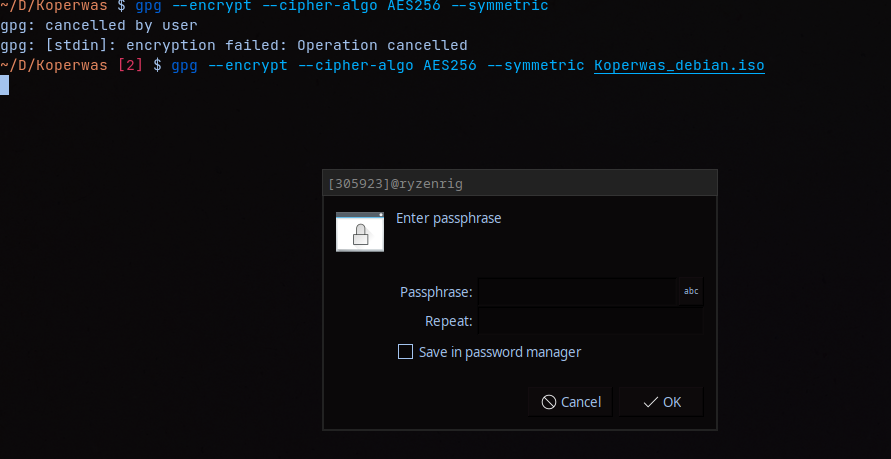 ~/D/Koperwas $ gpg --encrypt --cipher-algo AES256 --symmetric
gpg: cancelled by user
gpg: [stdin]: encryption failed: Operation cancelled
~/D/Koperwas [2] $ gpg --encrypt --cipher-algo AES256 --symmetric Koperwas_debian.iso
[305923]@ryzenrig
Enter passphrase
Passphrase:
abc
Repeat:
Save in password manager
Cancel OK